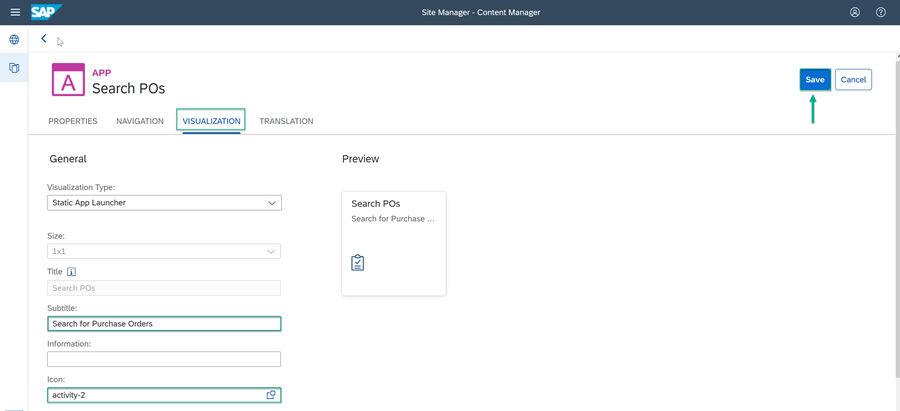 SAP
Site Manager - Content Manager
A
APP
Search POs
Save
Cancel
PROPERTIES
NAVIGATION
VISUALIZATION
TRANSLATION
General
Visualization Type:
Static App Launcher
Size:
1x1
Title
Search POs
Subtitle:
Search for Purchase Orders
Information:
Icon:
activity-2
Preview
Search POs
Search for Purchase ...